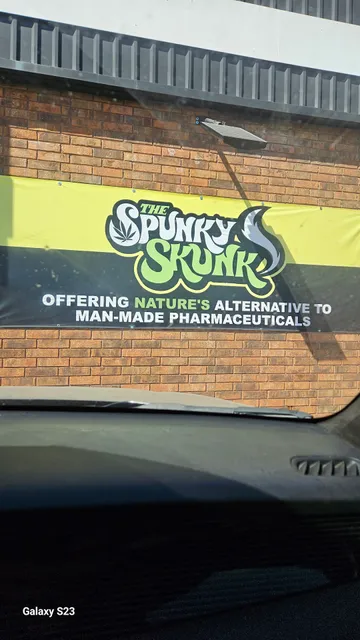 THE
SPUNKY
SKUNK
OFFERING NATURE'S ALTERNATIVE TO
MAN-MADE PHARMACEUTICALS
Galaxy S23